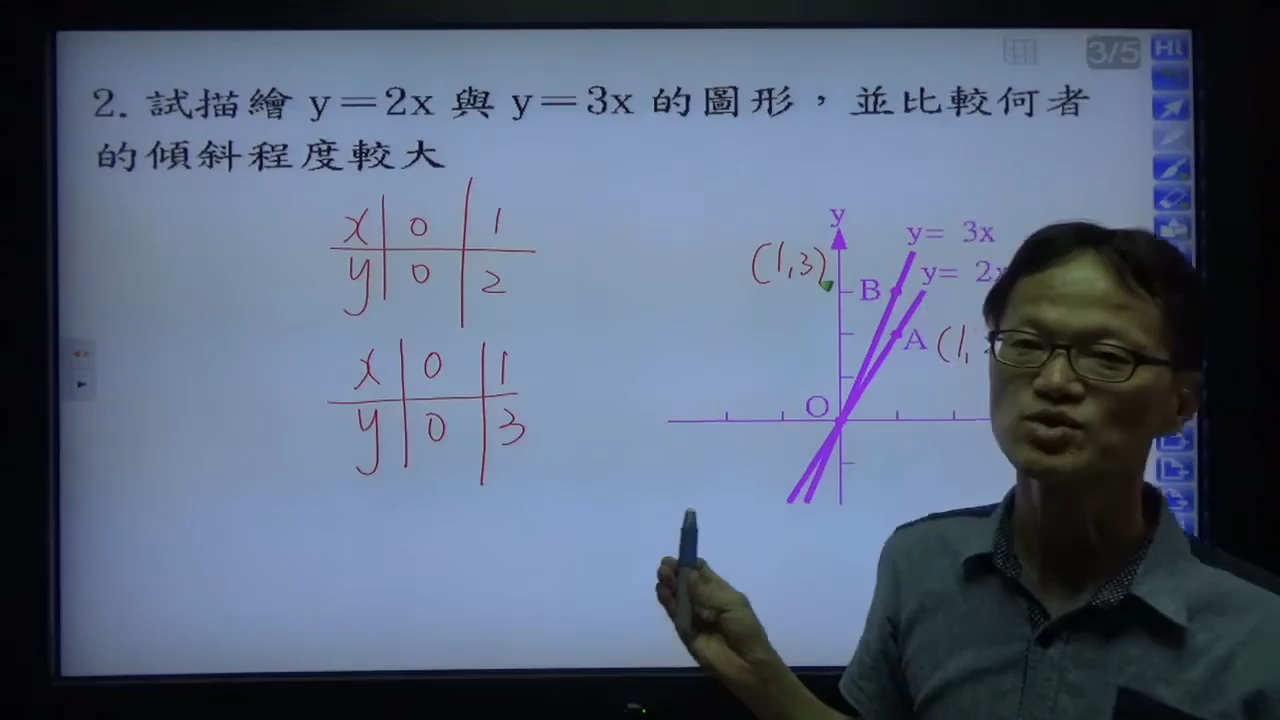 3/5
2. 試描繪 y＝2x 與 y＝3x 的圖形，並比較何者
的傾斜程度較大
x 0 1
y 0 2
x 0 1
y 0 3
y
y= 3x
y= 2x
(1,3)
B
A (1,
O